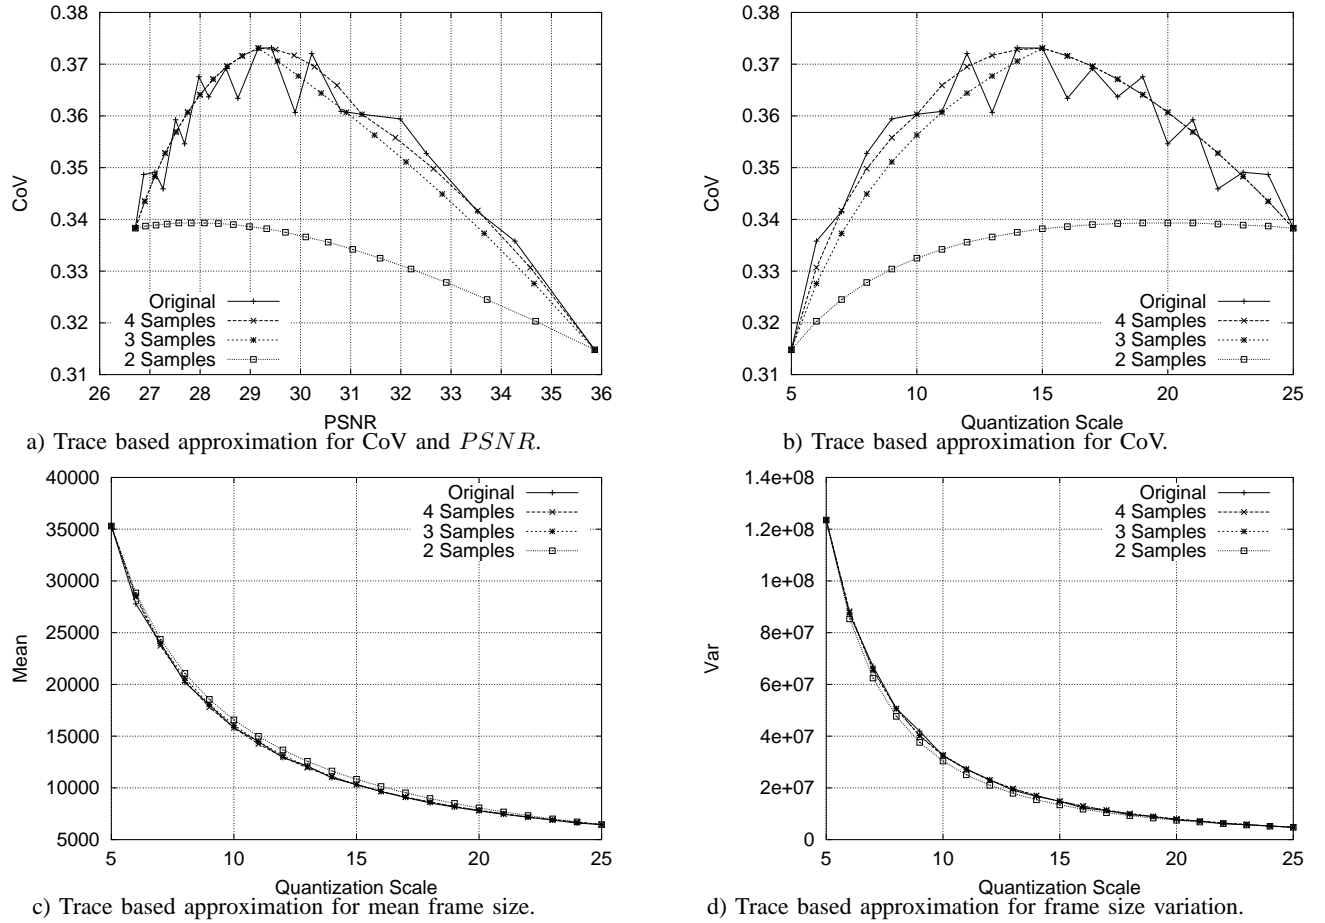 0.38
0.37
0.36
0.35
0.34
0.33
0.32
0.31
CoV
Original
4 Samples
3 Samples
2 Samples
26 27 28 29 30 31 32 33 34 35 36
PSNR
a) Trace based approximation for CoV and PSNR.
0.38
0.37
0.36
0.35
0.34
0.33
0.32
0.31
CoV
Original
4 Samples
3 Samples
2 Samples
5 10 15 20 25
Quantization Scale
b) Trace based approximation for CoV.
40000
35000
30000
25000
20000
15000
10000
5000
Mean
Original
4 Samples
3 Samples
2 Samples
5 10 15 20 25
Quantization Scale
c) Trace based approximation for mean frame size.
1.4e+08
1.2e+08
1e+08
8e+07
6e+07
4e+07
2e+07
0
Var
Original
4 Samples
3 Samples
2 Samples
5 10 15 20 25
Quantization Scale
d) Trace based approximation for frame size variation.